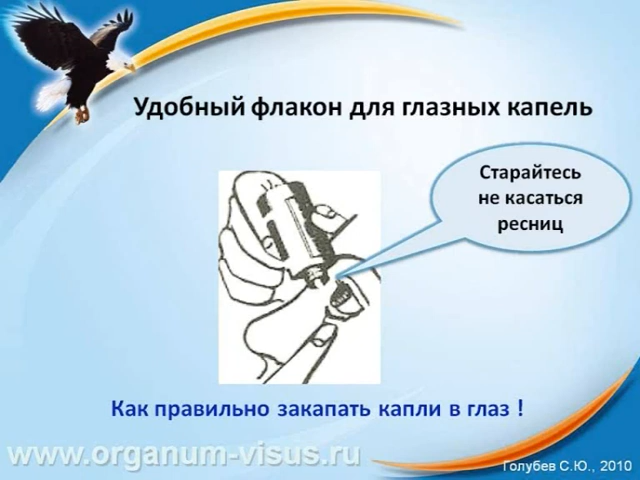 Удобный флакон для глазных капель
Старайтесь
не касаться
ресниц
Как правильно закапать капли в глаз !
www.organum-visus.ru
Голубев С.Ю., 2010